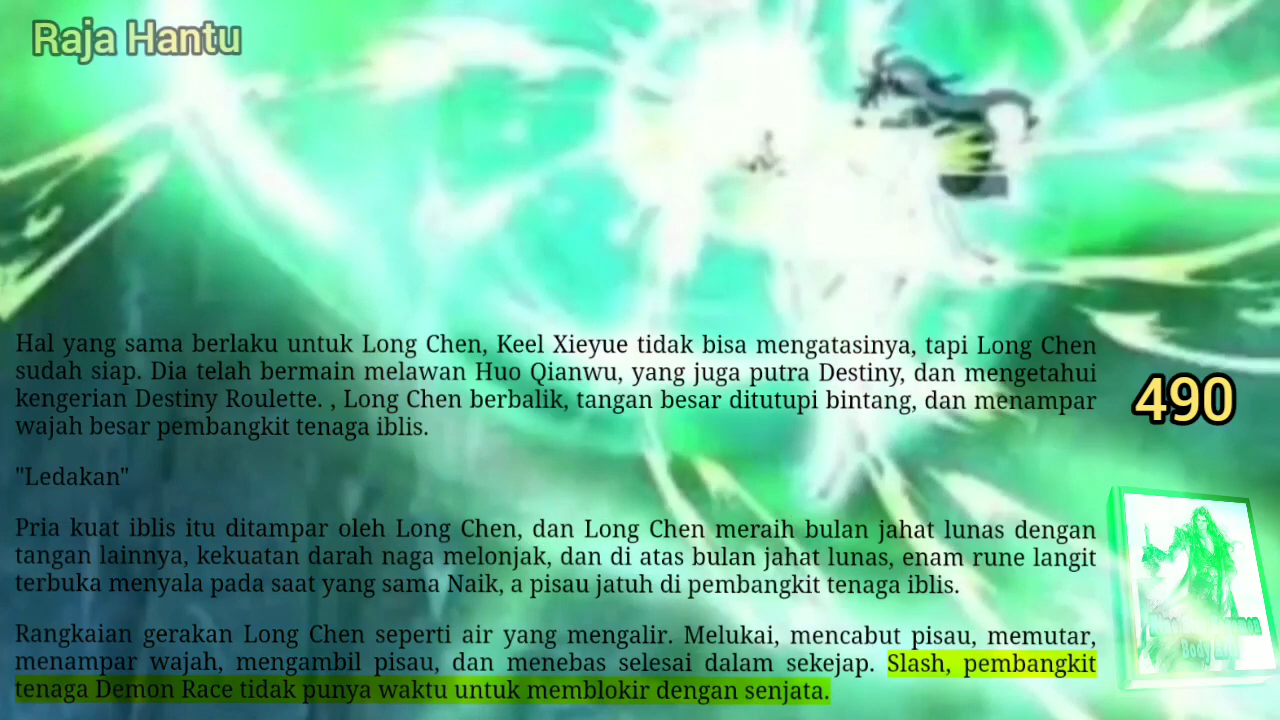 Raja Hantu
Hal yang sama berlaku untuk Long Chen, Keel Xieyue tidak bisa mengatasinya, tapi Long Chen
sudah siap. Dia telah bermain melawan Huo Qianwu, yang juga putra Destiny, dan mengetahui
kengerian Destiny Roulette. , Long Chen berbalik, tangan besar ditutupi bintang, dan menampar
wajah besar pembangkit tenaga iblis.
490
"Ledakan"
Pria kuat iblis itu ditampar oleh Long Chen, dan Long Chen meraih bulan jahat lunas dengan
tangan lainnya, kekuatan darah naga melonjak, dan di atas bulan jahat lunas, enam rune langit
terbuka menyala pada saat yang sama Naik, a pisau jatuh di pembangkit tenaga iblis.
Rangkaian gerakan Long Chen seperti air yang mengalir. Melukai, mencabut pisau, memutar,
menampar wajah, mengambil pisau, dan menebas selesai dalam sekejap. Slash, pembangkit
tenaga Demon Race tidak punya waktu untuk memblokir dengan senjata.
Body